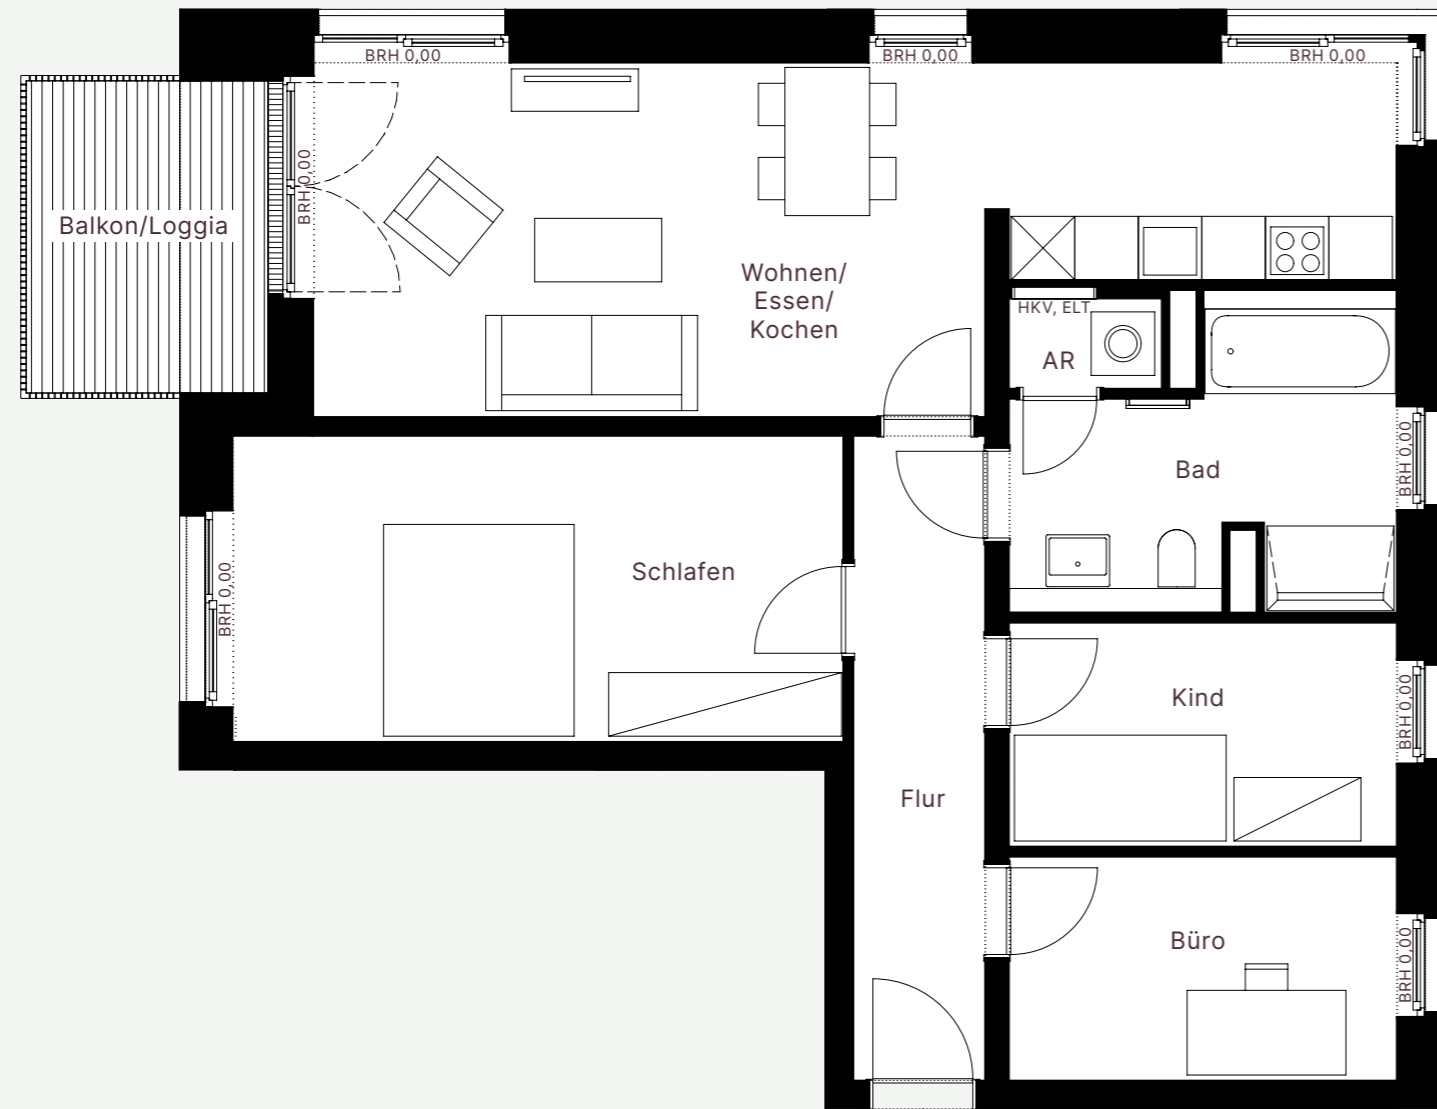 BRH 0,00
BRH 0,00
BRH 0,00
BRH 0,00
Balkon/Loggia
Wohnen/
Essen/
Kochen
HKV, ELT
AR
Bad
BRH 0,00
Schlafen
BRH 0,00
Kind
BRH 0,00
Flur
Büro
BRH 0,00